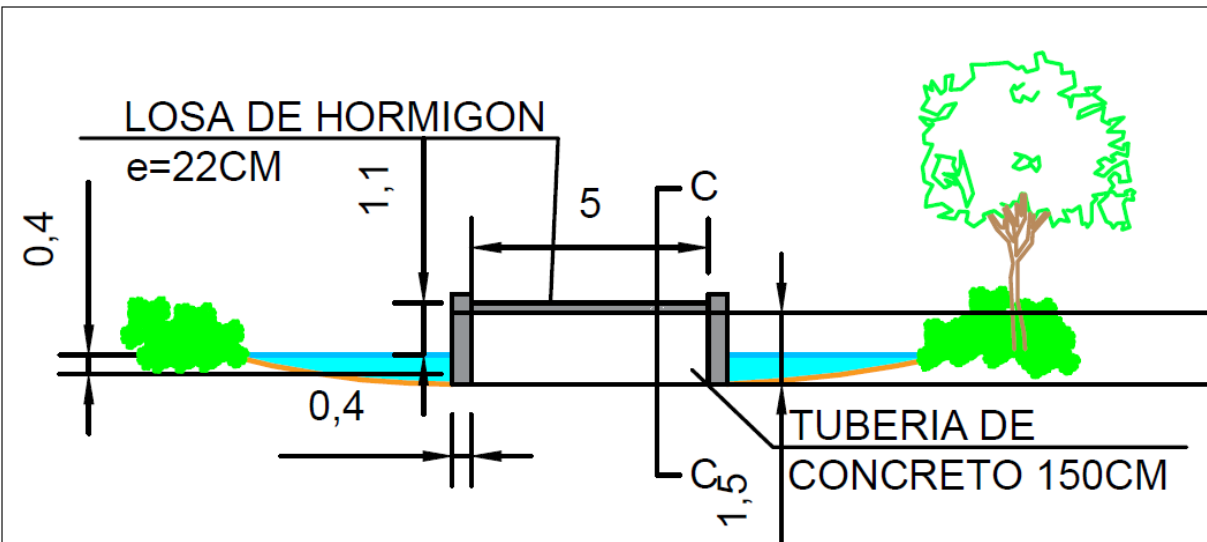 LOSA DE HORMIGON
e=22CM
1,1
5
C
0,4
0,4
C
1,5
TUBERIA DE
CONCRETO 150CM